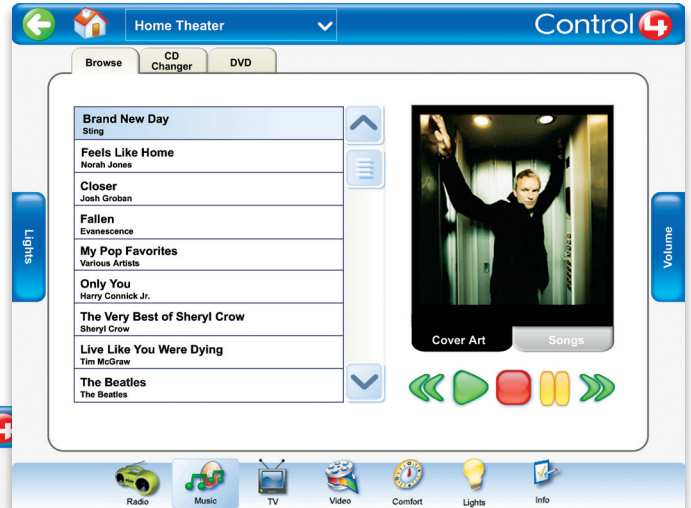 Home Theater
Control4
Browse
CD
Changer
DVD
Brand New Day
Sting
Feels Like Home
Norah Jones
Closer
Josh Groban
Fallen
Evanescence
My Pop Favorites
Various Artists
Only You
Harry Connick Jr.
The Very Best of Sheryl Crow
Sheryl Crow
Live Like You Were Dying
Tim McGraw
The Beatles
The Beatles
Lights
Volume
Cover Art
Songs
Radio
Music
TV
Video
Comfort
Lights
Info